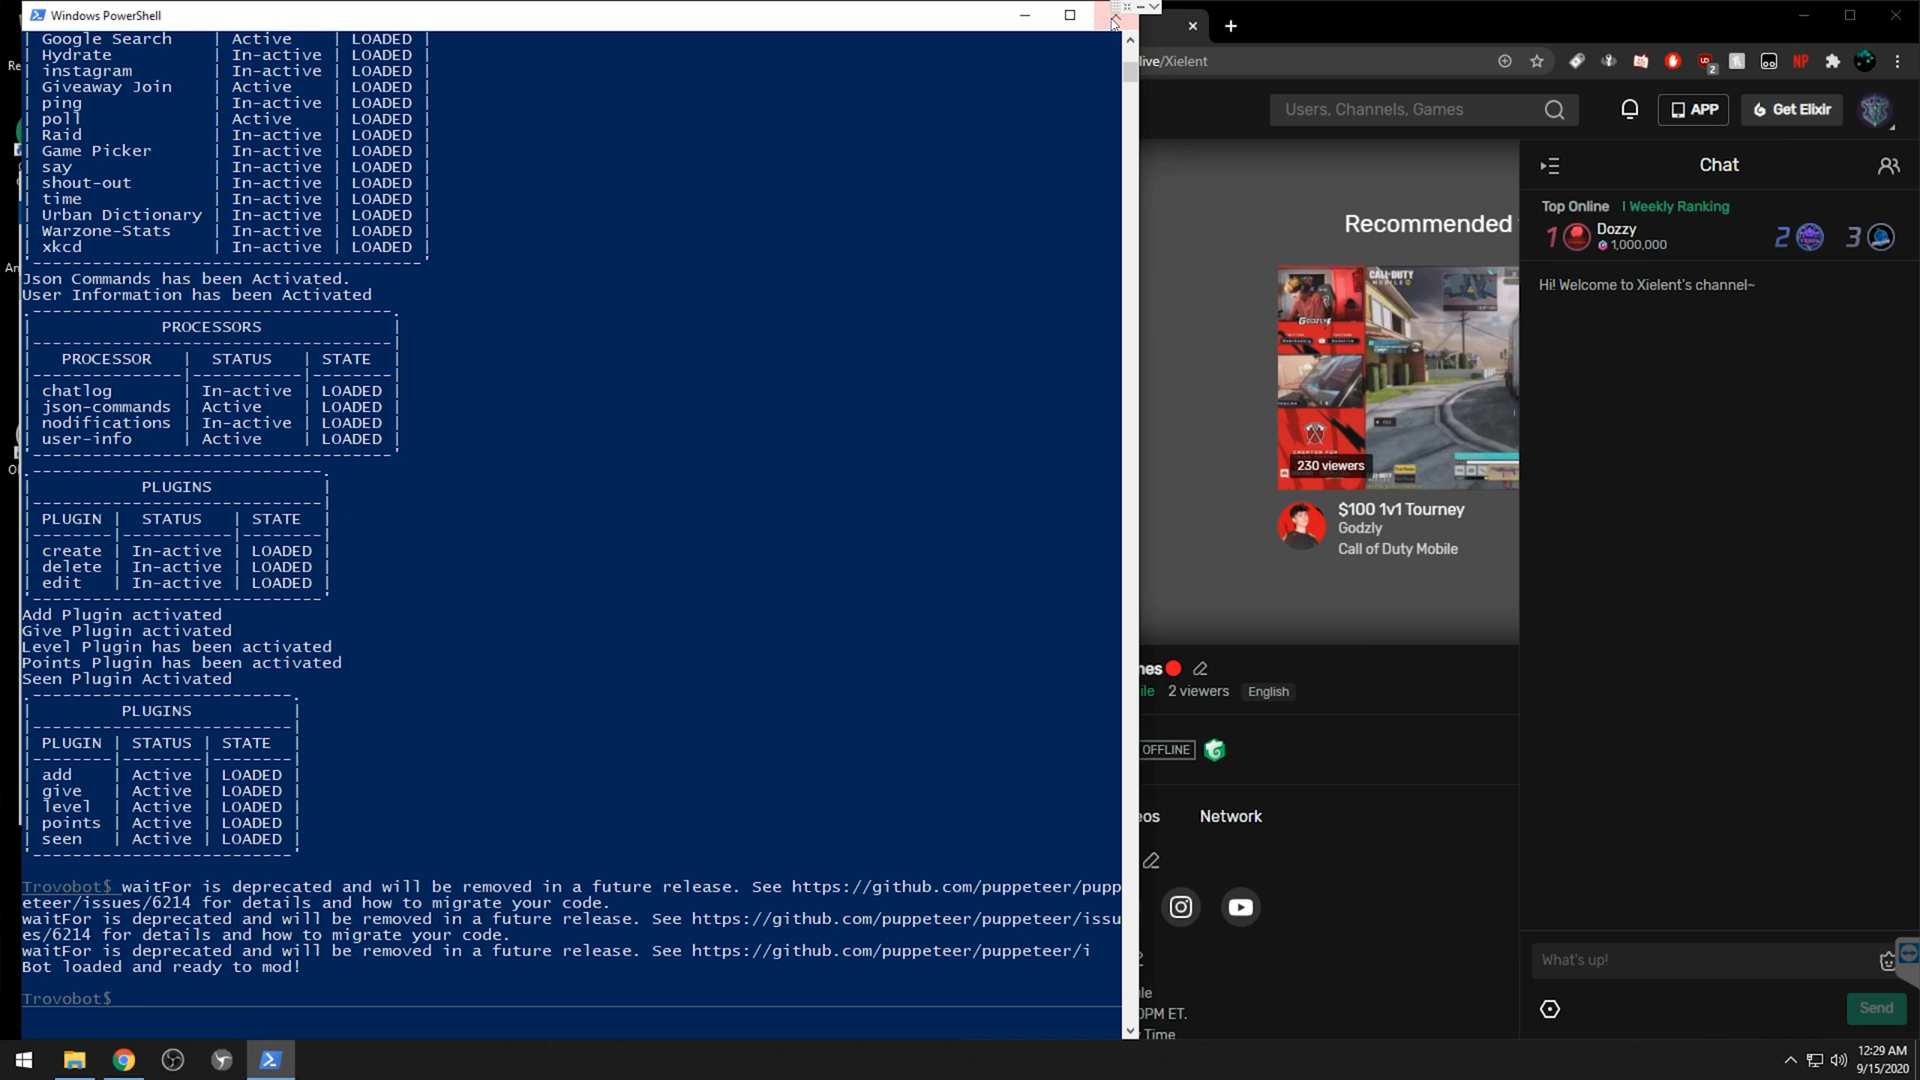 Windows PowerShell
| Google Search | Active | LOADED |
| Hydrate | In-active | LOADED |
| instagram | In-active | LOADED |
| Giveaway Join | Active | LOADED |
| ping | In-active | LOADED |
| poll | Active | LOADED |
| Raid | In-active | LOADED |
| Game Picker | In-active | LOADED |
| say | In-active | LOADED |
| shout-out | In-active | LOADED |
| time | In-active | LOADED |
| Urban Dictionary | In-active | LOADED |
| Warzone-Stats | In-active | LOADED |
| xkcd | In-active | LOADED |
Json Commands has been Activated.
User Information has been Activated
PROCESSORS
PROCESSOR | STATUS | STATE |
| chatlog | In-active | LOADED |
| json-commands | Active | LOADED |
| nodifications | In-active | LOADED |
| user-info | Active | LOADED |
PLUGINS
PLUGIN | STATUS | STATE |
| create | In-active | LOADED |
| delete | In-active | LOADED |
| edit | In-active | LOADED |
Add Plugin activated
Give Plugin activated
Level Plugin has been activated
Points Plugin has been activated
Seen Plugin Activated
PLUGINS
PLUGIN | STATUS | STATE |
| add | Active | LOADED |
| give | Active | LOADED |
| level | Active | LOADED |
| points | Active | LOADED |
| seen | Active | LOADED |
Trovobot$ waitFor is deprecated and will be removed in a future release. See https://github.com/puppeteer/pupp
eteer/issues/6214 for details and how to migrate your code.
waitFor is deprecated and will be removed in a future release. See https://github.com/puppeteer/puppeteer/issu
es/6214 for details and how to migrate your code.
waitFor is deprecated and will be removed in a future release. See https://github.com/puppeteer/puppeteer/i
Bot loaded and ready to mod!
Trovobot$
live/Xielent
Users, Channels, Games
APP
Get Elixir
Recommended
230 viewers
$100 1v1 Tourney
Godzly
Call of Duty Mobile
nes
ile 2 viewers English
OFFLINE
eos Network
le
0PM ET.
Time
Chat
Top Online | Weekly Ranking
1 Dozzy 2 3
1,000,000
Hi! Welcome to Xielent's channel~
What's up!
Send
12:29 AM
9/15/2020